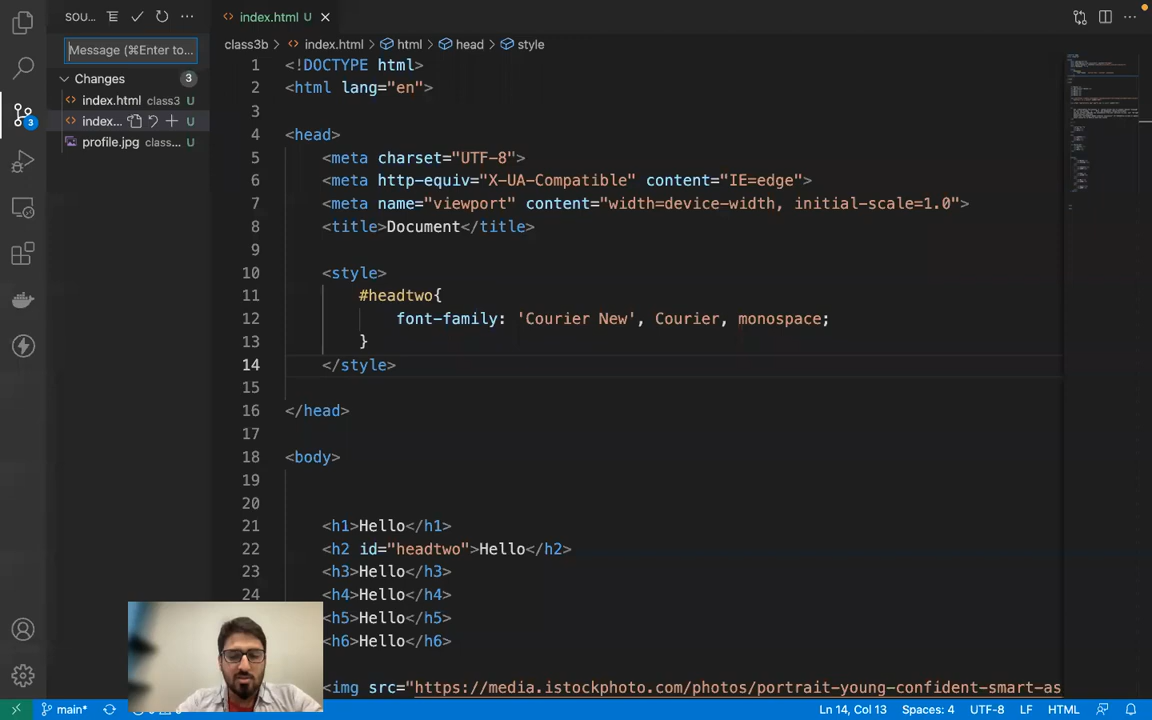 SOU... index.html U
Message (⌘Enter to...
class3b > index.html > html > head > style
Changes 3
index.html class3 U
index... U
profile.jpg class... U
3
1 <!DOCTYPE html>
2 <html lang="en">
3
4 <head>
5 <meta charset="UTF-8">
6 <meta http-equiv="X-UA-Compatible" content="IE=edge">
7 <meta name="viewport" content="width=device-width, initial-scale=1.0">
8 <title>Document</title>
9
10 <style>
11 #headtwo{
12 font-family: 'Courier New', Courier, monospace;
13 }
14 </style>
15
16 </head>
17
18 <body>
19
20
21 <h1>Hello</h1>
22 <h2 id="headtwo">Hello</h2>
23 <h3>Hello</h3>
24 <h4>Hello</h4>
<h5>Hello</h5>
<h6>Hello</h6>
<img src="https://media.istockphoto.com/photos/portrait-young-confident-smart-as
main* Ln 14, Col 13 Spaces: 4 UTF-8 LF HTML